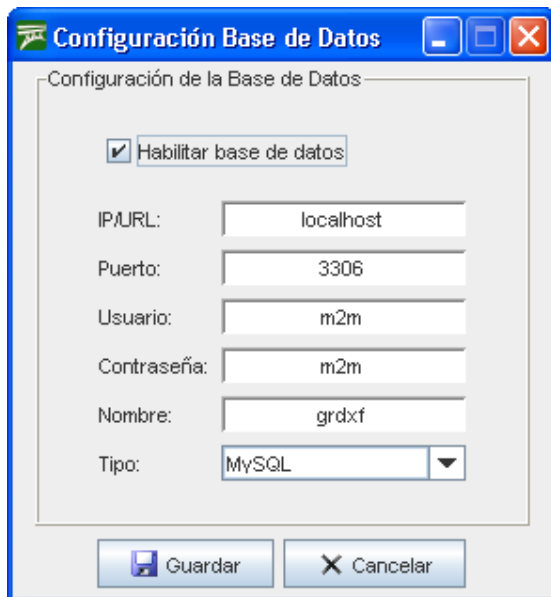 Configuración Base de Datos
Configuración de la Base de Datos
Habilitar base de datos
IP/URL: localhost
Puerto: 3306
Usuario: m2m
Contraseña: m2m
Nombre: grdxf
Tipo: MySQL
Guardar Cancelar